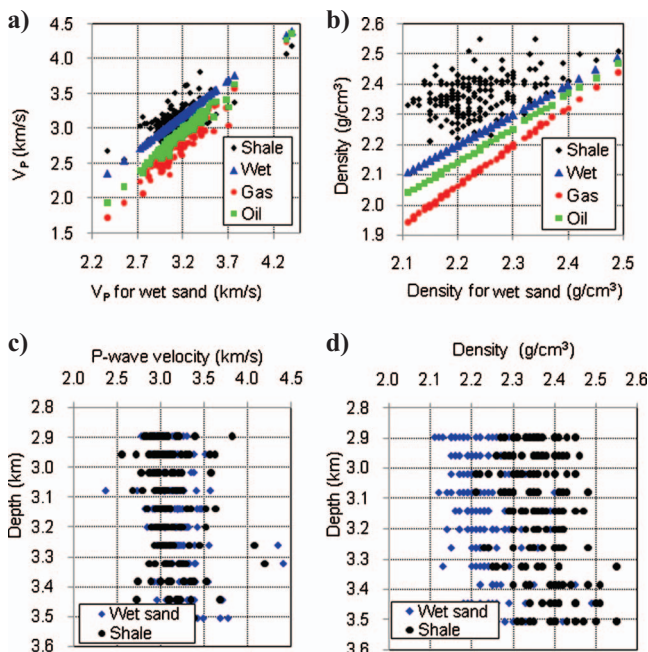 a)
4.5
4.0
3.5
3.0
2.5
2.0
1.5
V_P (km/s)
2.2 2.7 3.2 3.7 4.2
V_P for wet sand (km/s)
Shale
Wet
Gas
Oil
b)
2.6
2.5
2.4
2.3
2.2
2.1
2.0
1.9
Density (g/cm³)
2.1 2.2 2.3 2.4 2.5
Density for wet sand (g/cm³)
Shale
Wet
Gas
Oil
c)
P-wave velocity (km/s)
2.0 2.5 3.0 3.5 4.0 4.5
2.8
2.9
3.0
3.1
3.2
3.3
3.4
3.5
3.6
Depth (km)
Wet sand
Shale
d)
Density (g/cm³)
2.1 2.2 2.3 2.4 2.5 2.6
2.8
2.9
3.0
3.1
3.2
3.3
3.4
3.5
3.6
Depth (km)
Wet sand
Shale